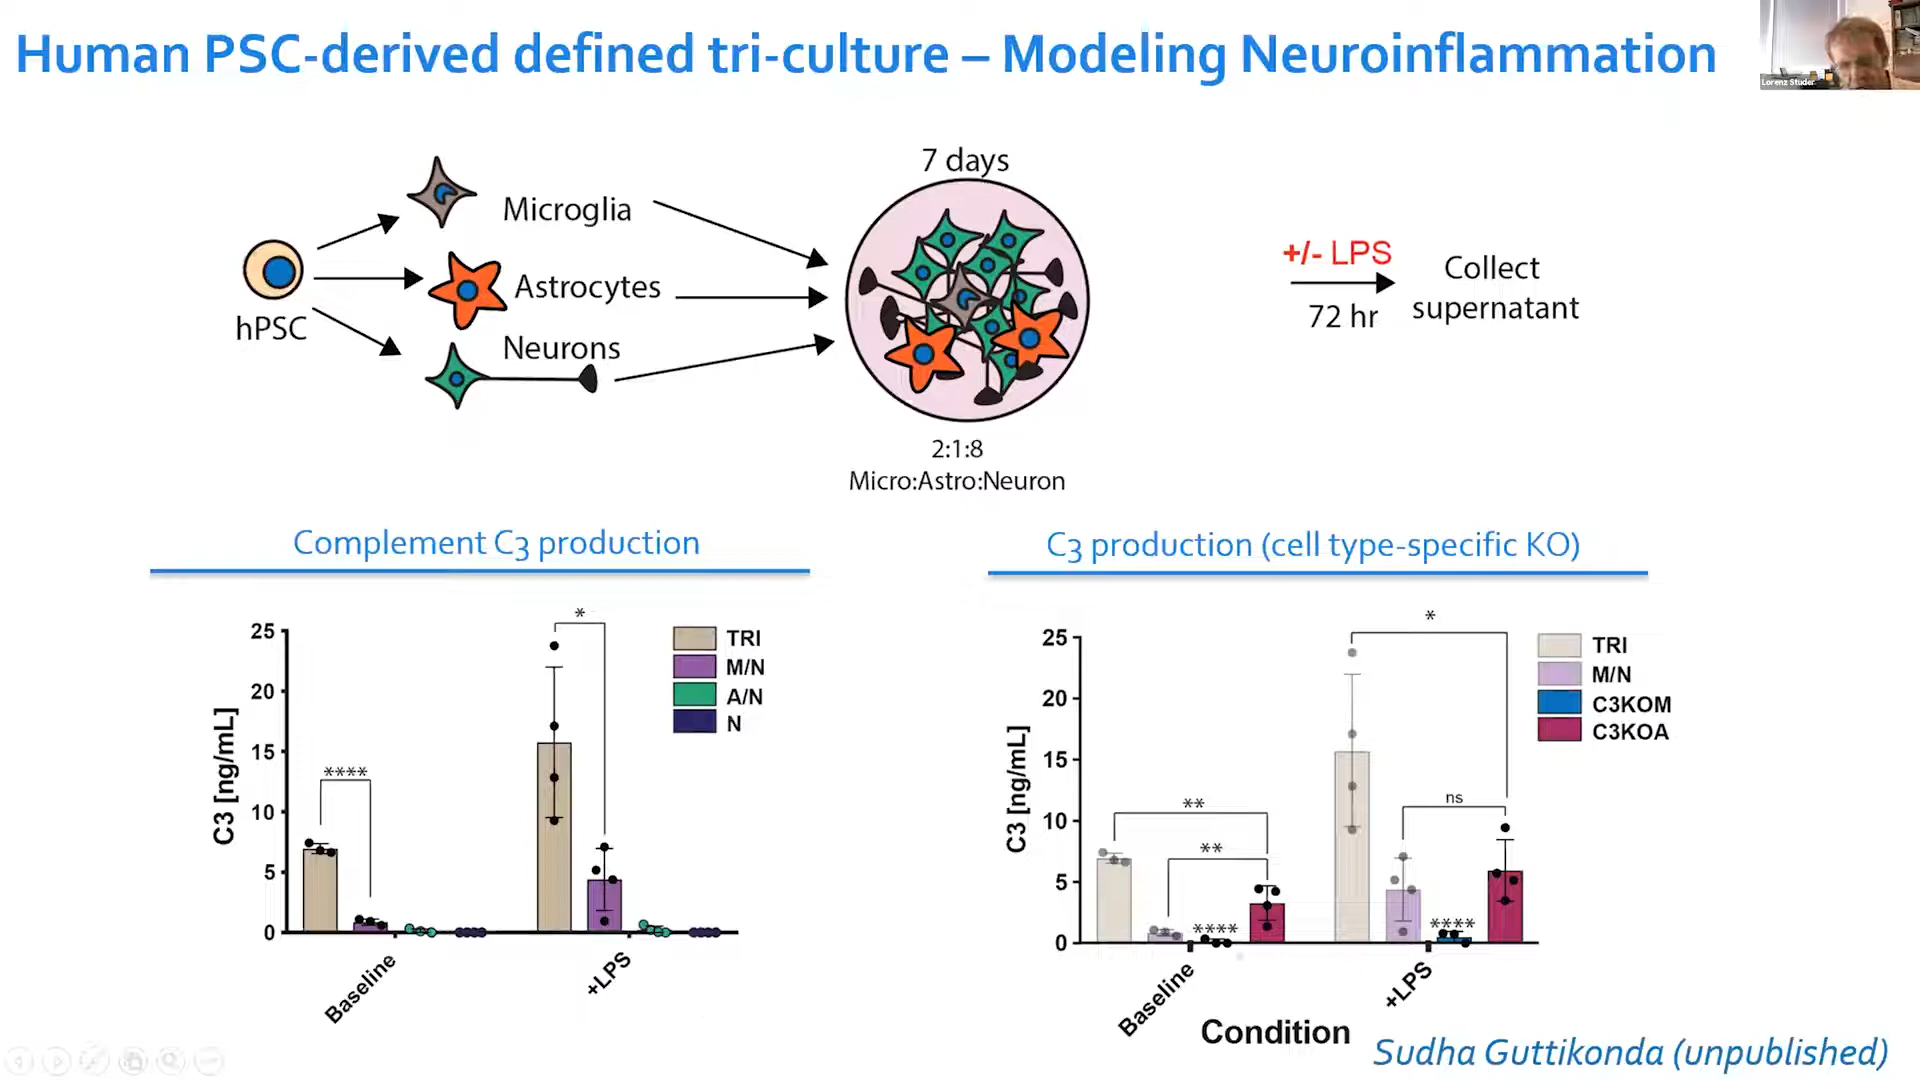 Human PSC-derived defined tri-culture – Modeling Neuroinflammation
Lorenz Studer
7 days
Microglia
Astrocytes
Neurons
hPSC
+/- LPS
72 hr
Collect
supernatant
2:1:8
Micro:Astro:Neuron
Complement C3 production
C3 [ng/mL]
25
20
15
10
5
0
****
*
TRI
M/N
A/N
N
Baseline
+LPS
C3 production (cell type-specific KO)
C3 [ng/mL]
25
20
15
10
5
0
**
**
****
*
ns
****
TRI
M/N
C3KOM
C3KOA
Baseline
+LPS
Condition
Sudha Guttikonda (unpublished)